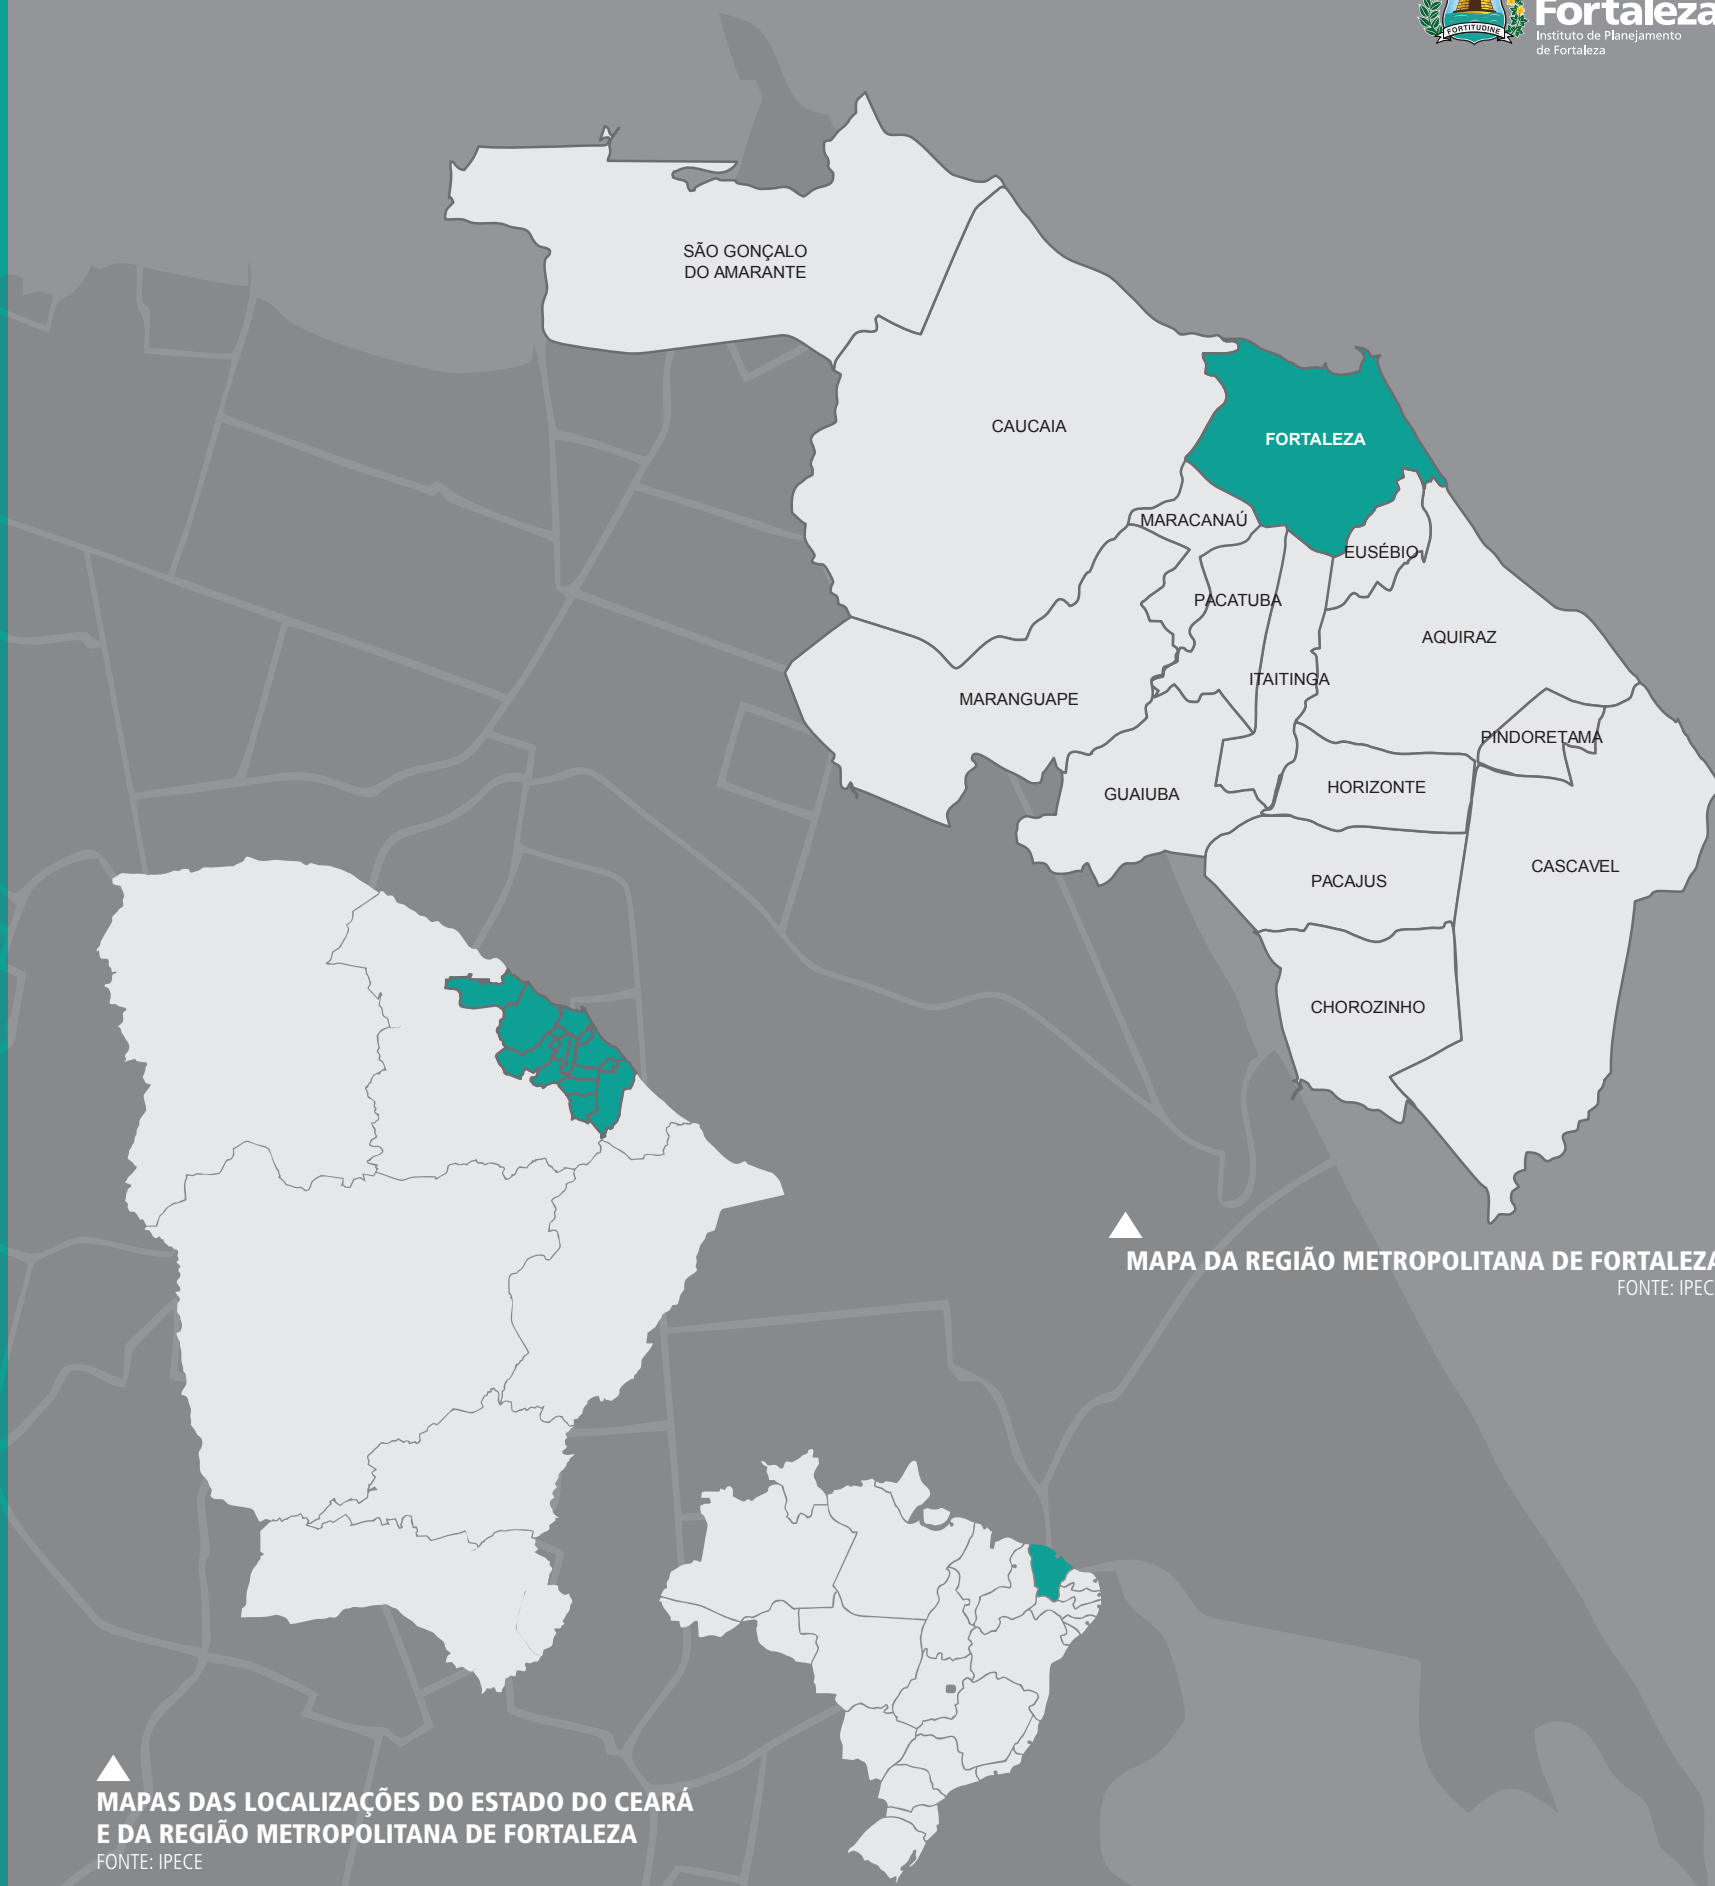 FORTITUDINE
Fortaleza
Instituto de Planejamento
de Fortaleza
SÃO GONÇALO
DO AMARANTE
CAUCAIA
FORTALEZA
MARACANAÚ
EUSÉBIO
PACATUBA
AQUIRAZ
ITAITINGA
MARANGUAPE
PINDORETAMA
HORIZONTE
GUAIUBA
CASCAVEL
PACAJUS
CHOROZINHO
MAPA DA REGIÃO METROPOLITANA DE FORTALEZA
FONTE: IPEC
MAPAS DAS LOCALIZAÇÕES DO ESTADO DO CEARÁ
E DA REGIÃO METROPOLITANA DE FORTALEZA
FONTE: IPECE